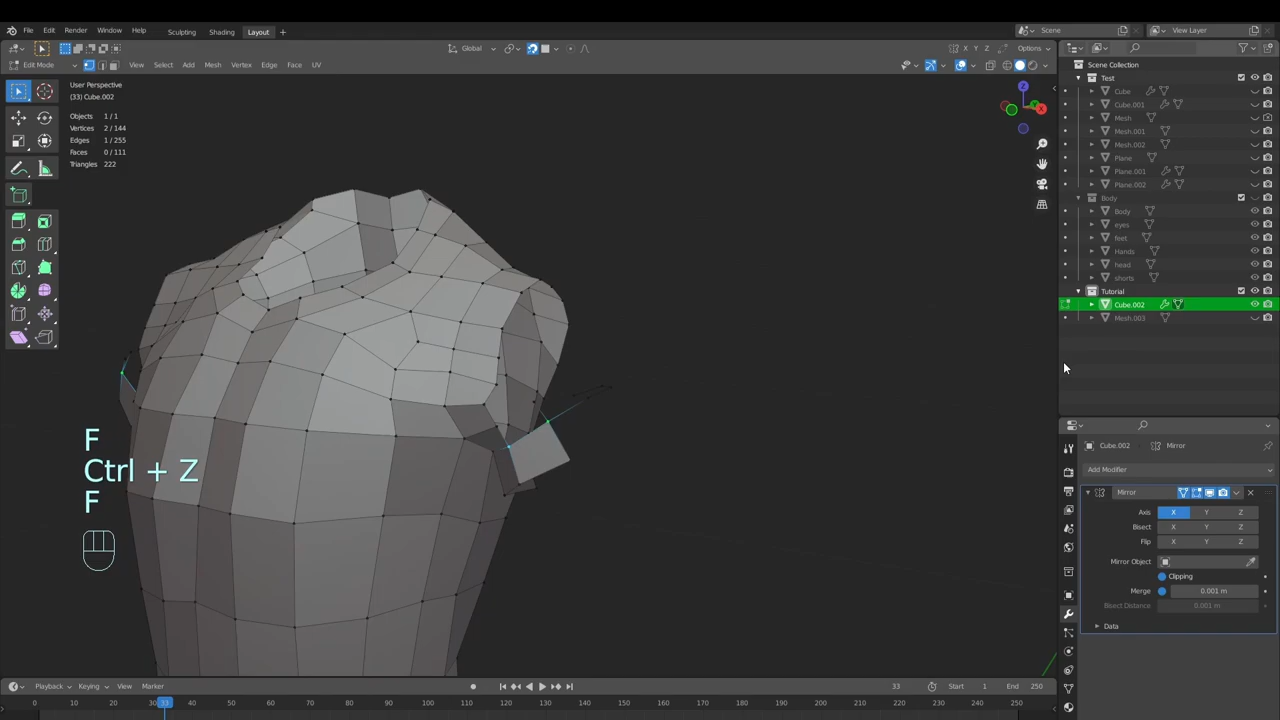 File Edit Render Window Help Sculpting Shading Layout + Scene View Layer
Global X Y Z Options
Edit Mode View Select Add Mesh Vertex Edge Face UV
User Perspective
(33) Cube.002
Objects 1 / 1
Vertices 2 / 144
Edges 1 / 255
Faces 0 / 111
Triangles 222
Z
X
F
Ctrl + Z
F
Scene Collection
Test
Cube
Cube.001
Mesh
Mesh.001
Mesh.002
Plane
Plane.001
Plane.002
Body
Body
eyes
feet
Hands
head
shorts
Tutorial
Cube.002
Mesh.003
Cube.002 Mirror
Add Modifier
Mirror
Axis X Y Z
Bisect X Y Z
Flip X Y Z
Mirror Object
Clipping
Merge 0.001 m
Bisect Distance 0.001 m
Data
Playback Keying View Marker 33 Start 1 End 250
0 10 20 30 33 40 50 60 70 80 90 100 110 120 130 140 150 160 170 180 190 200 210 220 230 240 250